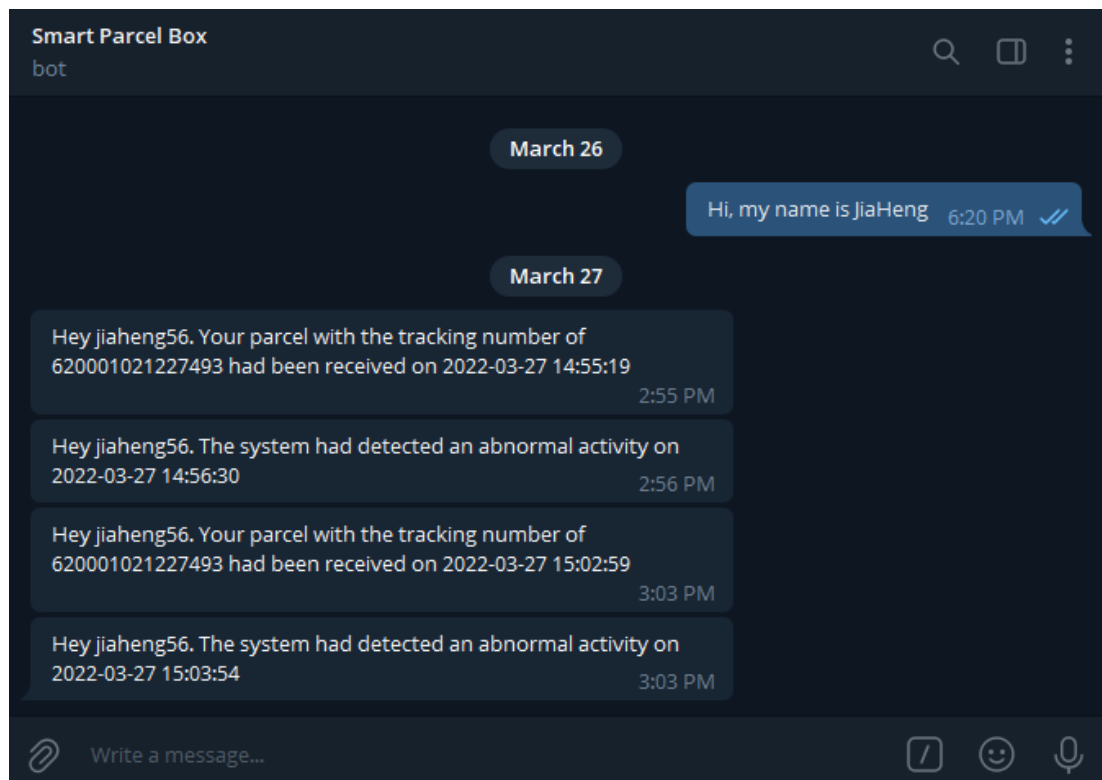 Smart Parcel Box
bot
March 26
Hi, my name is JiaHeng 6:20 PM
March 27
Hey jiaheng56. Your parcel with the tracking number of
620001021227493 had been received on 2022-03-27 14:55:19
2:55 PM
Hey jiaheng56. The system had detected an abnormal activity on
2022-03-27 14:56:30 2:56 PM
Hey jiaheng56. Your parcel with the tracking number of
620001021227493 had been received on 2022-03-27 15:02:59
3:03 PM
Hey jiaheng56. The system had detected an abnormal activity on
2022-03-27 15:03:54 3:03 PM
Write a message...